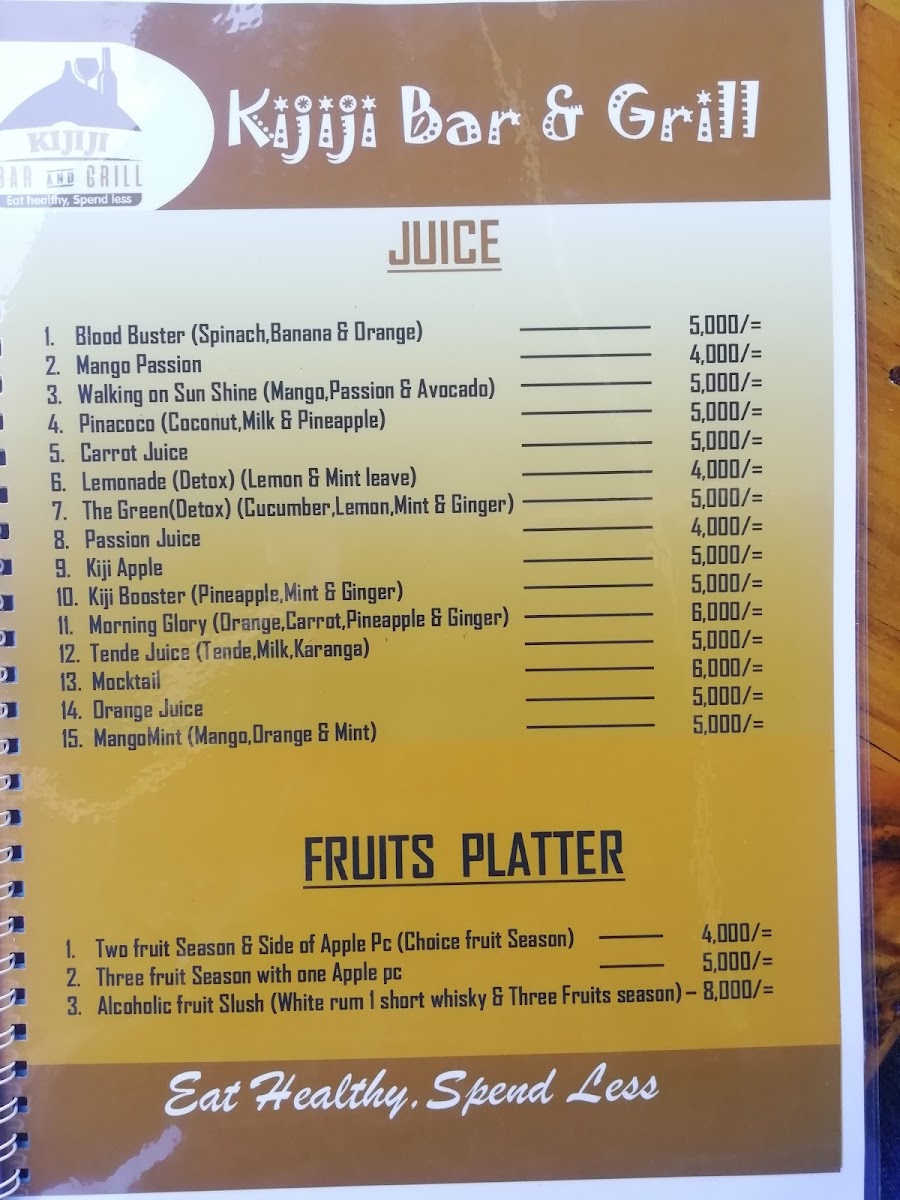 KIJIJI
BAR AND GRILL
Eat healthy, Spend less
Kijiji Bar & Grill
JUICE
1. Blood Buster (Spinach,Banana & Orange) 5,000/=
2. Mango Passion 4,000/=
3. Walking on Sun Shine (Mango,Passion & Avocado) 5,000/=
4. Pinacoco (Coconut,Milk & Pineapple) 5,000/=
5. Carrot Juice 5,000/=
6. Lemonade (Detox) (Lemon & Mint leave) 4,000/=
7. The Green(Detox) (Cucumber,Lemon,Mint & Ginger) 5,000/=
8. Passion Juice 4,000/=
9. Kiji Apple 5,000/=
10. Kiji Booster (Pineapple,Mint & Ginger) 5,000/=
11. Morning Glory (Orange,Carrot,Pineapple & Ginger) 6,000/=
12. Tende Juice (Tende,Milk,Karanga) 5,000/=
13. Mocktail 6,000/=
14. Orange Juice 5,000/=
15. MangoMint (Mango,Orange & Mint) 5,000/=
FRUITS PLATTER
1. Two fruit Season & Side of Apple Pc (Choice fruit Season) 4,000/=
2. Three fruit Season with one Apple pc 5,000/=
3. Alcoholic fruit Slush (White rum 1 short whisky & Three Fruits season) – 8,000/=
Eat Healthy, Spend Less